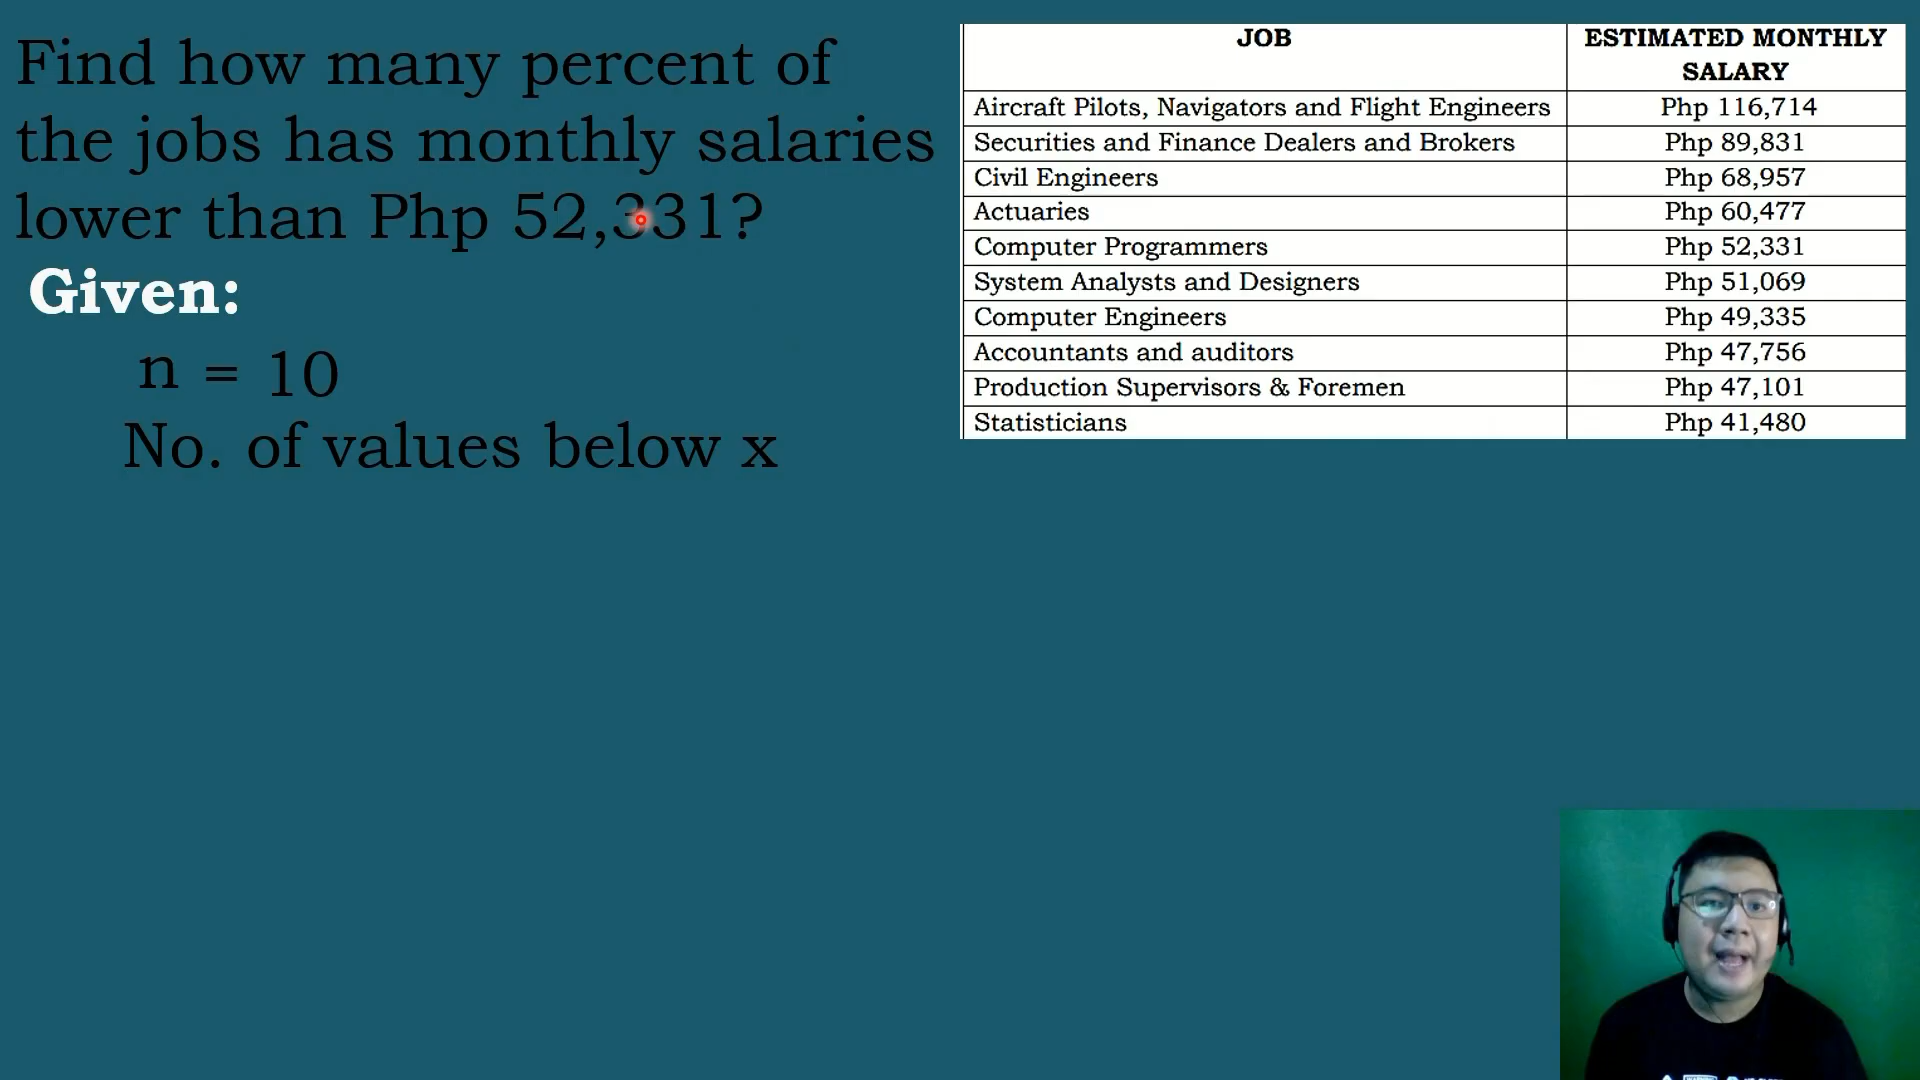 Find how many percent of
the jobs has monthly salaries
lower than Php 52,331?
Given:
n = 10
No. of values below x
JOB
ESTIMATED MONTHLY
SALARY
Aircraft Pilots, Navigators and Flight Engineers Php 116,714
Securities and Finance Dealers and Brokers Php 89,831
Civil Engineers Php 68,957
Actuaries Php 60,477
Computer Programmers Php 52,331
System Analysts and Designers Php 51,069
Computer Engineers Php 49,335
Accountants and auditors Php 47,756
Production Supervisors & Foremen Php 47,101
Statisticians Php 41,480